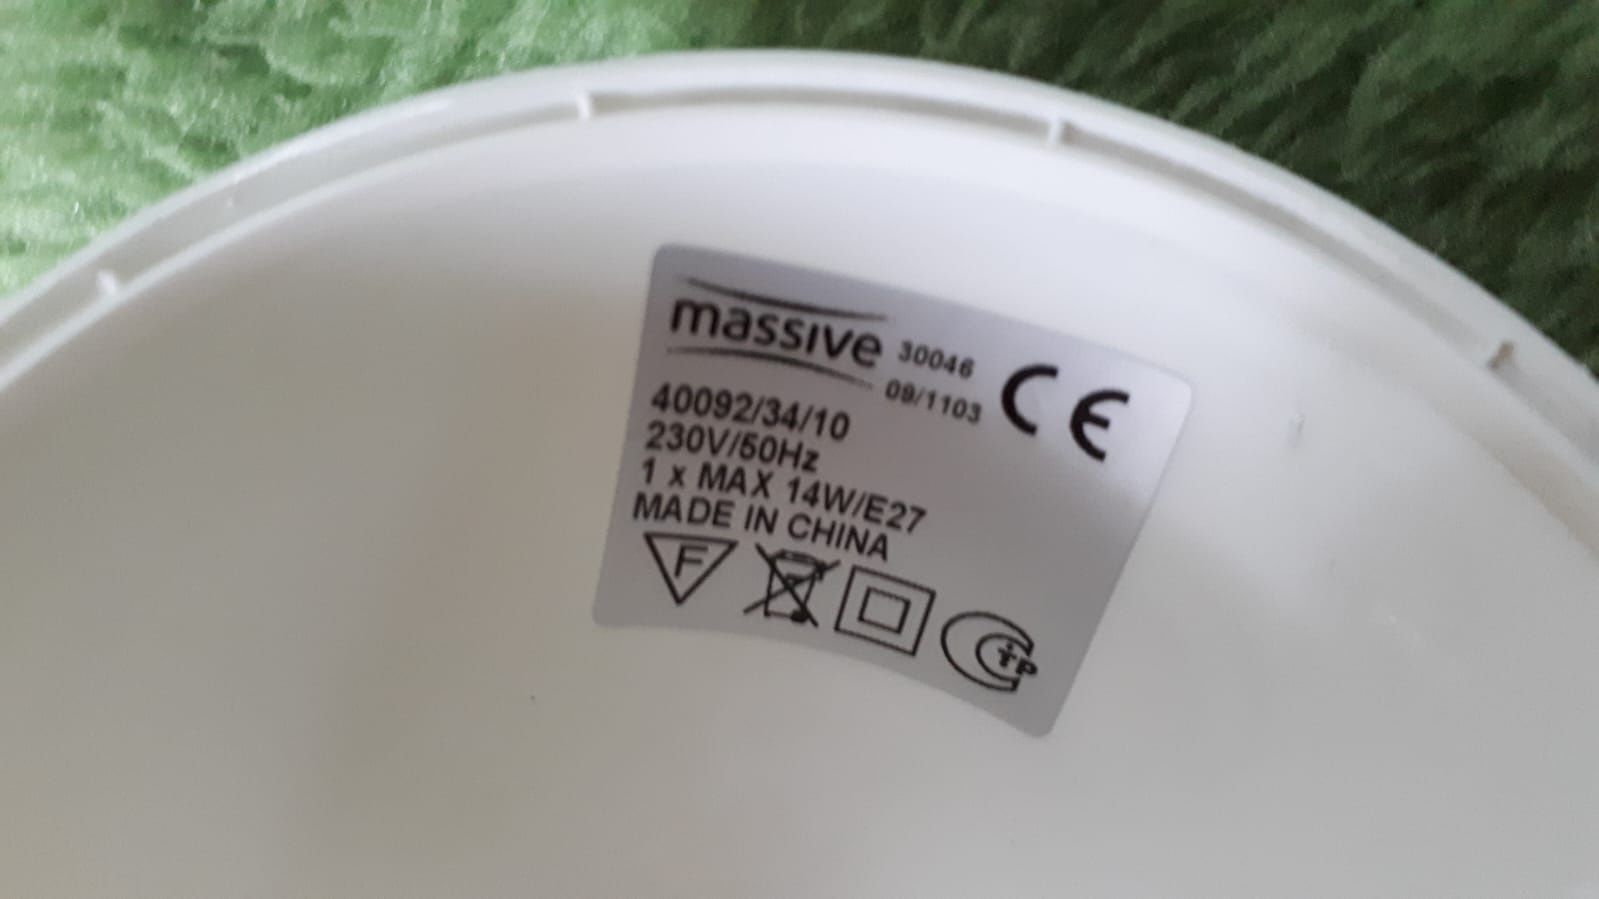 massive 30046 CE
09/1103
40092/34/10
230V/50Hz
1 x MAX 14W/E27
MADE IN CHINA
F